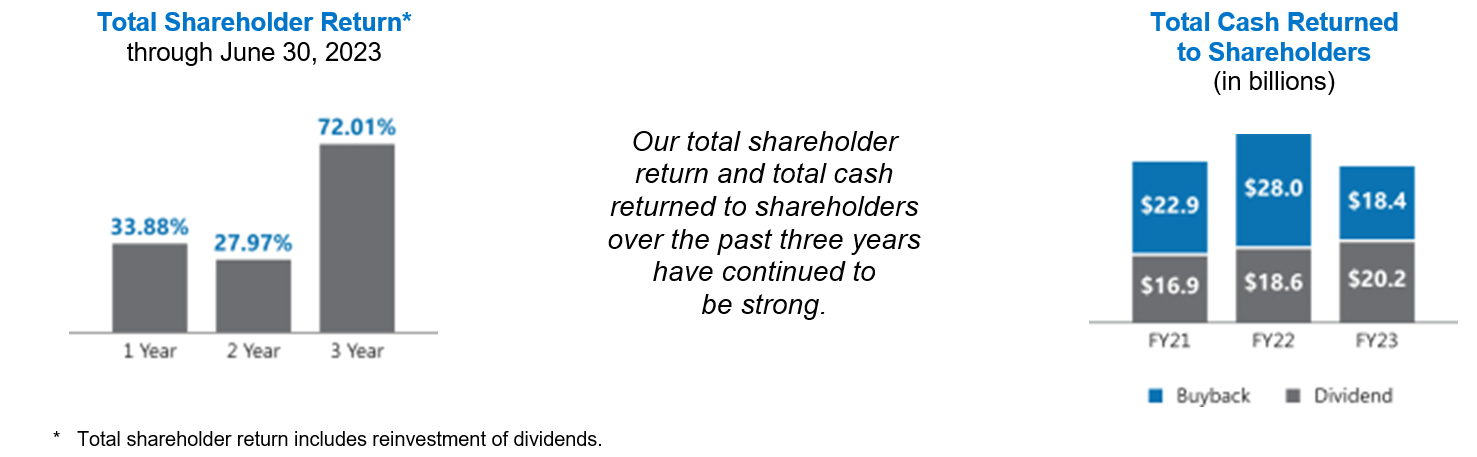 Total Shareholder Return*
through June 30, 2023
72.01%
33.88%
27.97%
1 Year
2 Year
3 Year
Our total shareholder
return and total cash
returned to shareholders
over the past three years
have continued to
be strong.
Total Cash Returned
to Shareholders
(in billions)
$22.9
$28.0
$18.4
$16.9
$18.6
$20.2
FY21
FY22
FY23
Buyback
Dividend
* Total shareholder return includes reinvestment of dividends.